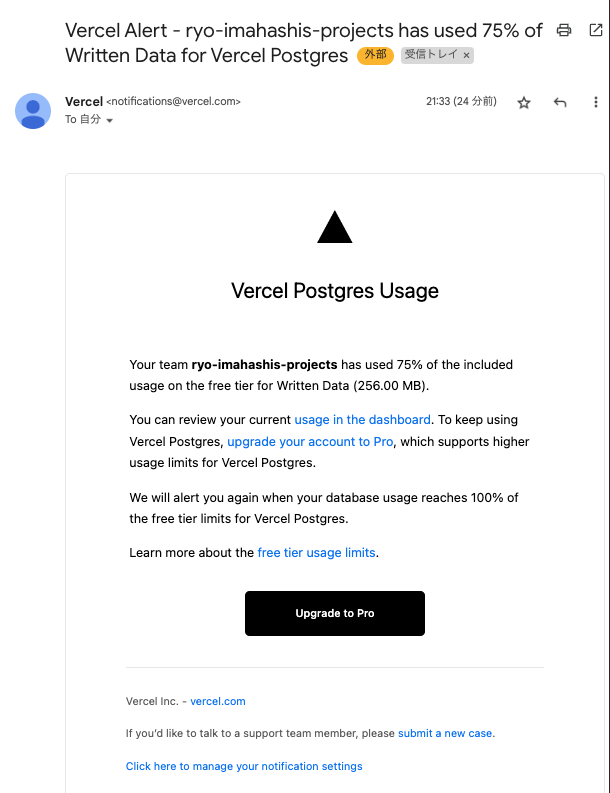 Vercel Alert - ryo-imahashis-projects has used 75% of
Written Data for Vercel Postgres 外部 受信トレイ ×
Vercel <notifications@vercel.com> 21:33 (24 分前)
To 自分
Vercel Postgres Usage
Your team ryo-imahashis-projects has used 75% of the included
usage on the free tier for Written Data (256.00 MB).
You can review your current usage in the dashboard. To keep using
Vercel Postgres, upgrade your account to Pro, which supports higher
usage limits for Vercel Postgres.
We will alert you again when your database usage reaches 100% of
the free tier limits for Vercel Postgres.
Learn more about the free tier usage limits.
Upgrade to Pro
Vercel Inc. - vercel.com
If you'd like to talk to a support team member, please submit a new case.
Click here to manage your notification settings